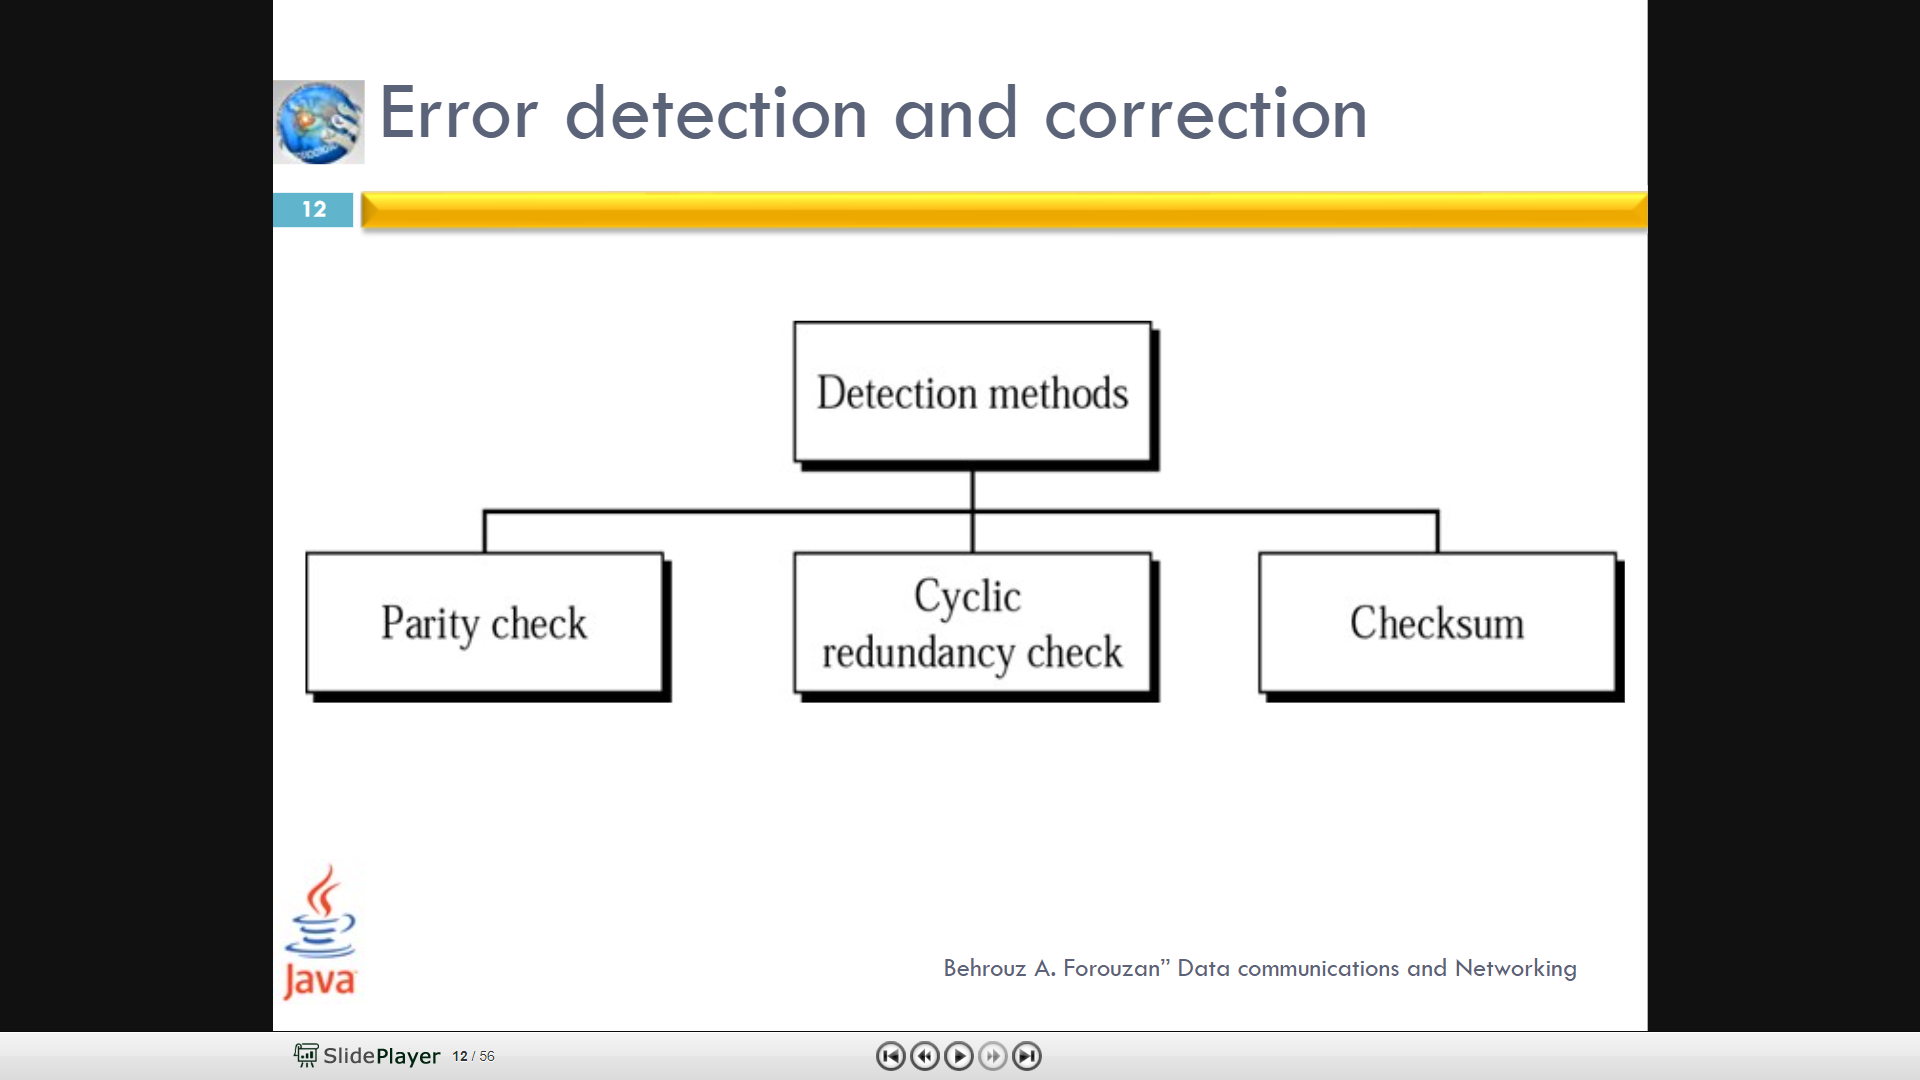 Error detection and correction
12
Detection methods
Parity check
Cyclic
redundancy check
Checksum
Java
Behrouz A. Forouzan” Data communications and Networking
SlidePlayer 12 / 56